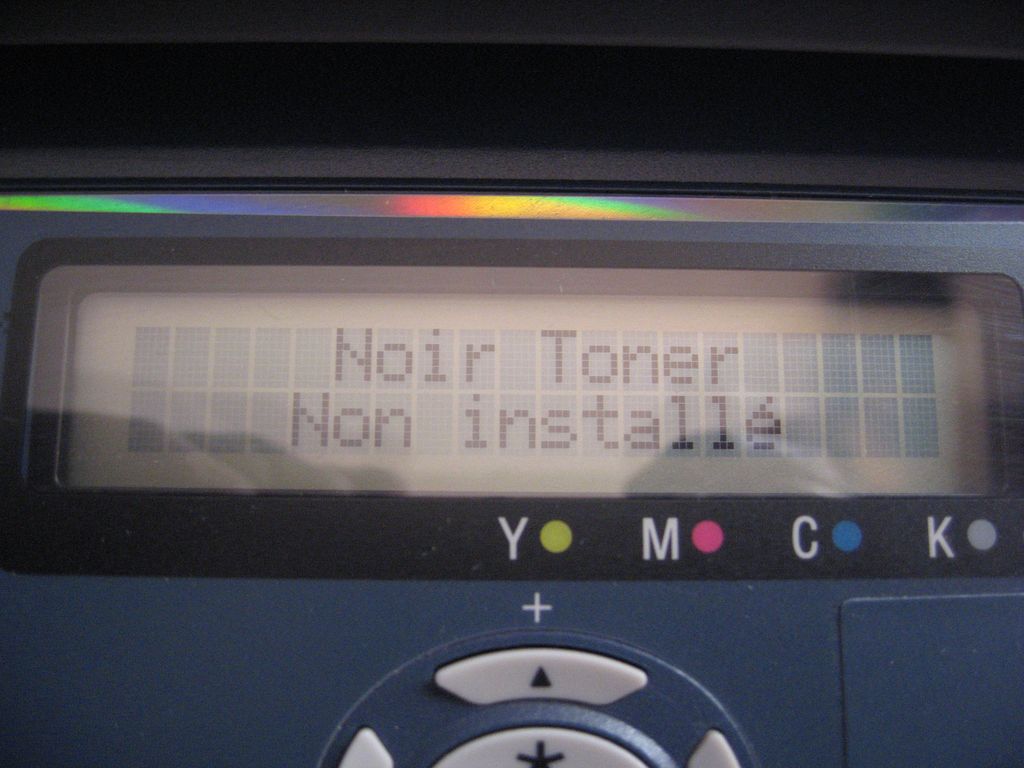 Noir Toner
Non installé
Y M C K
+
*